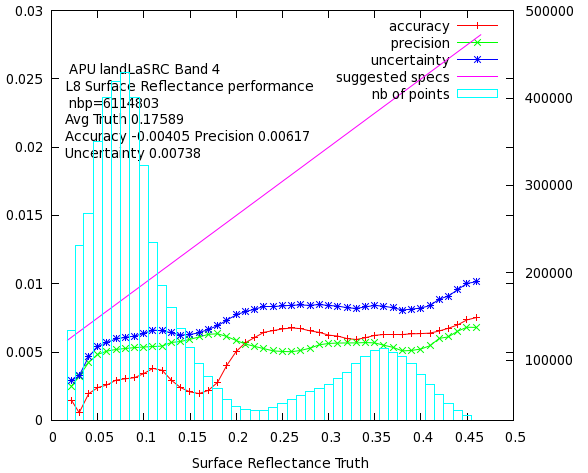 0.03
0.025
0.02
0.015
0.01
0.005
0
500000
400000
300000
200000
100000
accuracy
precision
uncertainty
suggested specs
nb of points
APU landLaSRC Band 4
L8 Surface Reflectance performance
nbp=6114803
Avg Truth 0.17589
Accuracy -0.00405 Precision 0.00617
Uncertainty 0.00738
0 0.05 0.1 0.15 0.2 0.25 0.3 0.35 0.4 0.45 0.5
Surface Reflectance Truth